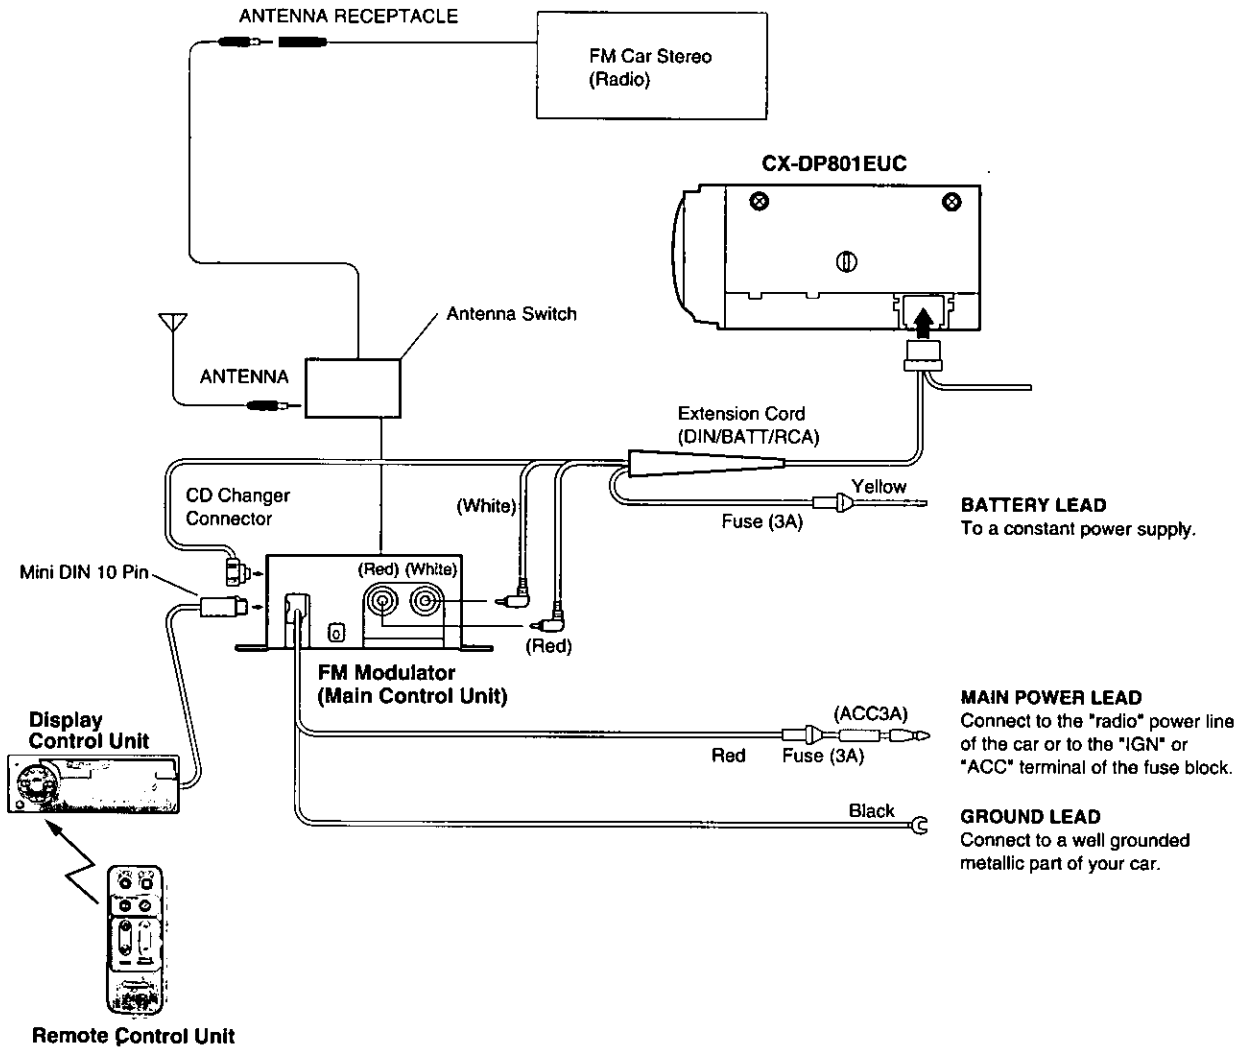 ANTENNA RECEPTACLE
FM Car Stereo
(Radio)
CX-DP801EUC
Antenna Switch
ANTENNA
Extension Cord
(DIN/BATT/RCA)
CD Changer
Connector
(White)
Yellow
Fuse (3A)
BATTERY LEAD
To a constant power supply.
Mini DIN 10 Pin
(Red) (White)
(Red)
FM Modulator
(Main Control Unit)
Display
Control Unit
(ACC3A)
Red
Fuse (3A)
MAIN POWER LEAD
Connect to the "radio" power line
of the car or to the "IGN" or
"ACC" terminal of the fuse block.
Black
GROUND LEAD
Connect to a well grounded
metallic part of your car.
Remote Control Unit